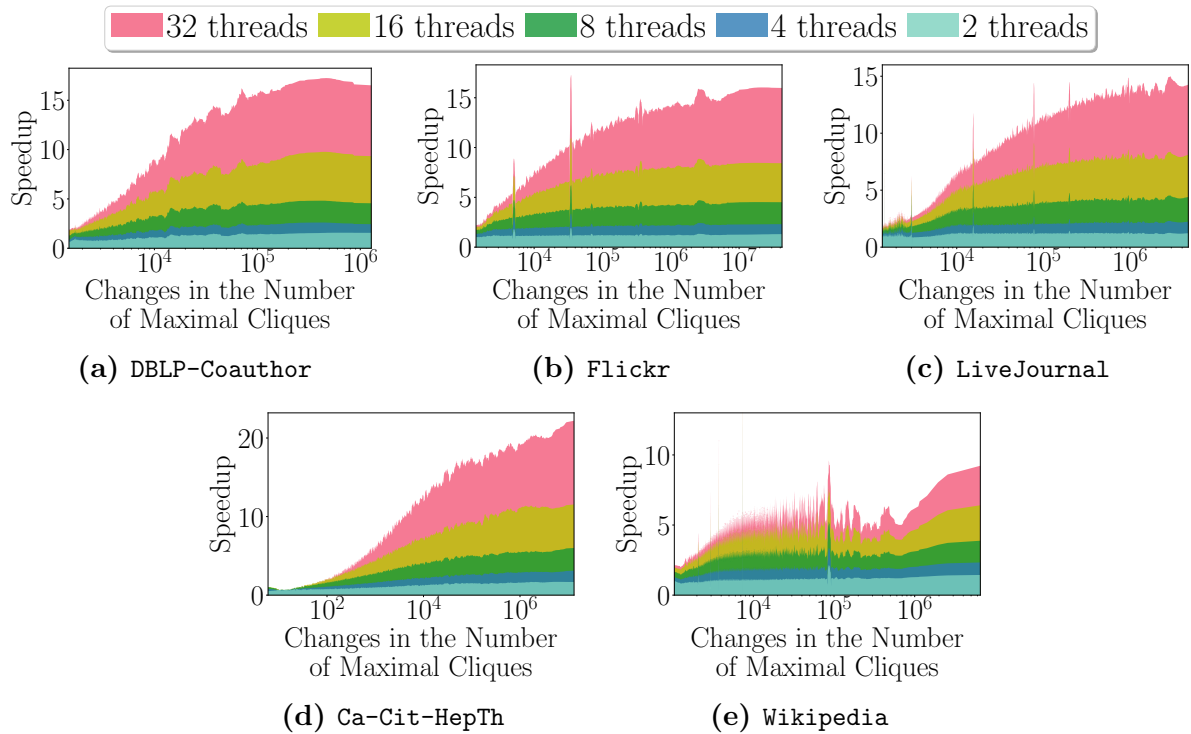 32 threads 16 threads 8 threads 4 threads 2 threads
Speedup
15
10
5
0
10^4 10^5 10^6
Changes in the Number
of Maximal Cliques
(a) DBLP-Coauthor
Speedup
15
10
5
0
10^4 10^5 10^6 10^7
Changes in the Number
of Maximal Cliques
(b) Flickr
Speedup
15
10
5
0
10^4 10^5 10^6
Changes in the Number
of Maximal Cliques
(c) LiveJournal
Speedup
20
10
0
10^2 10^4 10^6
Changes in the Number
of Maximal Cliques
(d) Ca-Cit-HepTh
Speedup
10
5
0
10^4 10^5 10^6
Changes in the Number
of Maximal Cliques
(e) Wikipedia